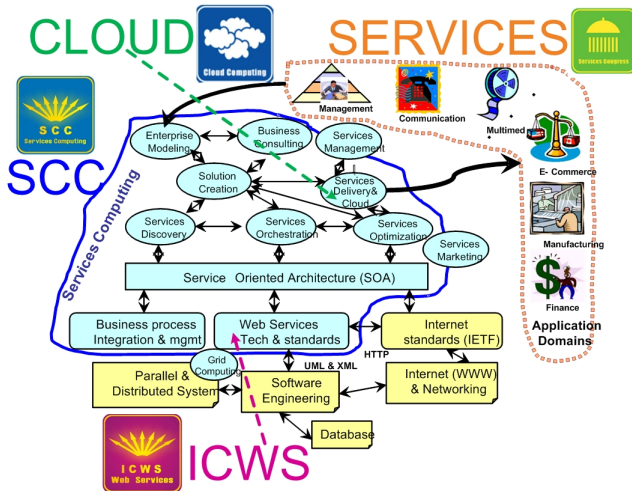 CLOUD
Cloud Computing
SERVICES
Services Congress
Management
Communication
Multimed
E- Commerce
Manufacturing
Finance
Application
Domains
SCC
Services Computing
SCC
Services Computing
Enterprise
Modeling
Business
Consulting
Services
Management
Solution
Creation
Services
Delivery&
Cloud
Services
Discovery
Services
Orchestration
Services
Optimization
Services
Marketing
Service Oriented Architecture (SOA)
Business process
Integration & mgmt
Web Services
Tech & standards
Internet
standards (IETF)
HTTP
Grid
Computing
UML & XML
Parallel &
Distributed System
Software
Engineering
Internet (WWW)
& Networking
Database
ICWS
Web Services
ICWS